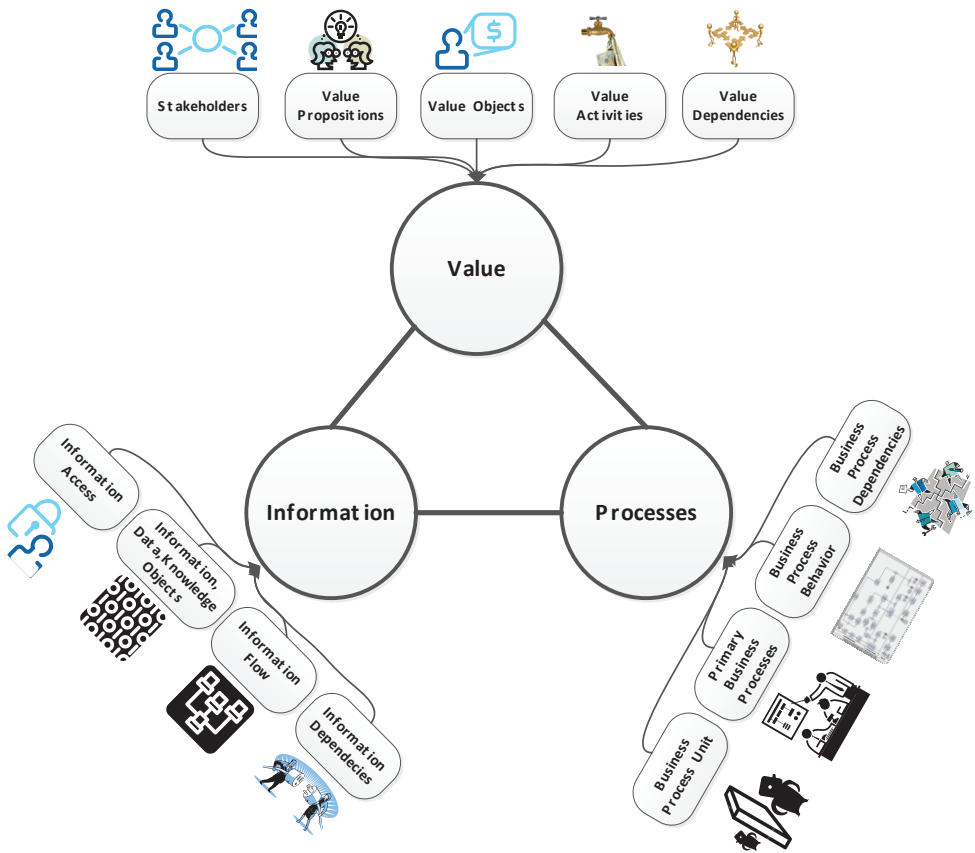 Stakeholders
Value
Propositions
Value Objects
Value
Activities
Value
Dependencies
Value
Information
Processes
Information
Access
Information,
Data,Knowledge
Objects
Information
Flow
Information
Dependecies
Business
Process
Dependencies
Business
Process
Behavior
Primary
Business
Processes
Business
Process Unit